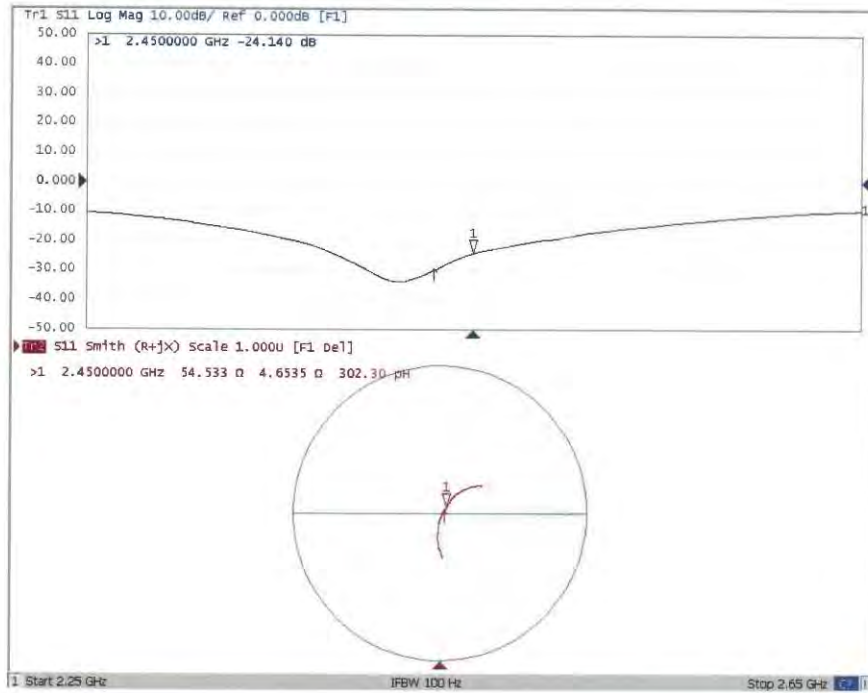 Tr1 S11 Log Mag 10.00dB/ Ref 0.000dB [F1]
50.00
>1 2.4500000 GHz -24.140 dB
40.00
30.00
20.00
10.00
0.000
-10.00
1
-20.00
1
-30.00
-40.00
-50.00
S11 Smith (R+jX) Scale 1.000U [F1 Del]
>1 2.4500000 GHz 54.533 Ω 4.6535 Ω 302.30 pH
1
1 Start 2.25 GHz IFBW 100 Hz Stop 2.65 GHz